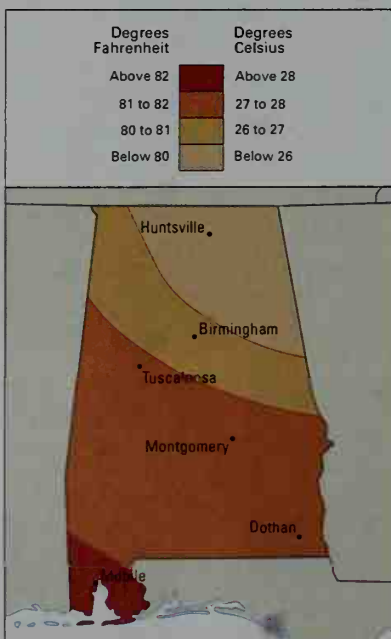 Degrees Fahrenheit Degrees Celsius
Above 82 Above 28
81 to 82 27 to 28
80 to 81 26 to 27
Below 80 Below 26
Huntsville
Birmingham
Tuscaloosa
Montgomery
Dothan
Mobile